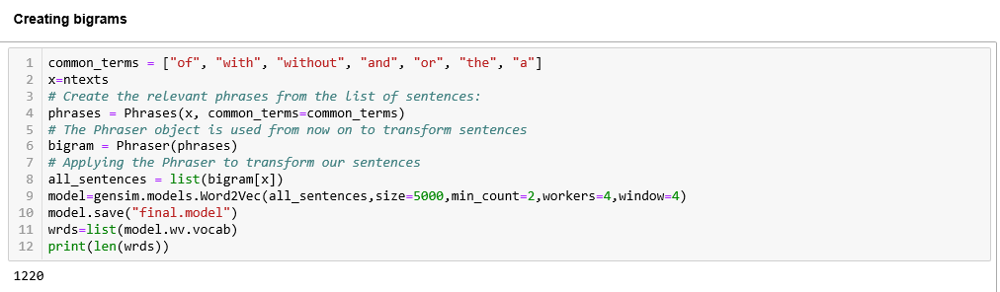 Creating bigrams
1 common_terms = ["of", "with", "without", "and", "or", "the", "a"]
2 x=ntexts
3 # Create the relevant phrases from the list of sentences:
4 phrases = Phrases(x, common_terms=common_terms)
5 # The Phraser object is used from now on to transform sentences
6 bigram = Phraser(phrases)
7 # Applying the Phraser to transform our sentences
8 all_sentences = list(bigram[x])
9 model=gensim.models.Word2Vec(all_sentences,size=5000,min_count=2,workers=4,window=4)
10 model.save("final.model")
11 wrds=list(model.wv.vocab)
12 print(len(wrds))
1220